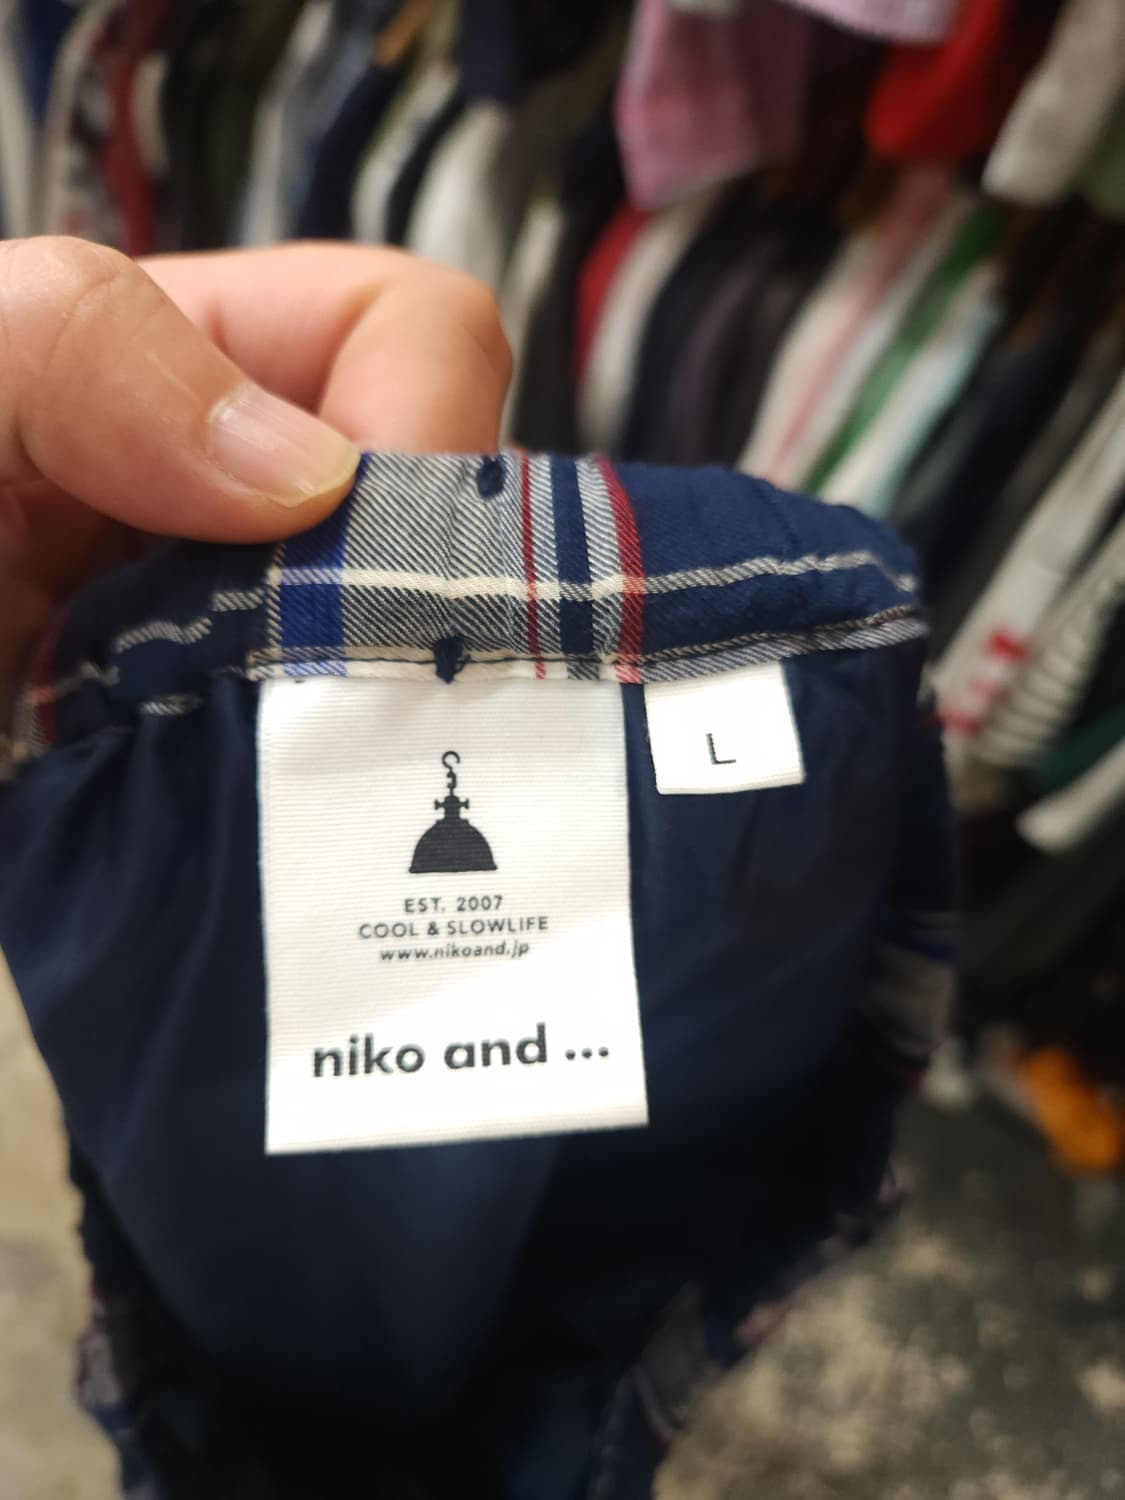 EST. 2007
COOL & SLOWLIFE
www.nikoand.jp
niko and ...
L